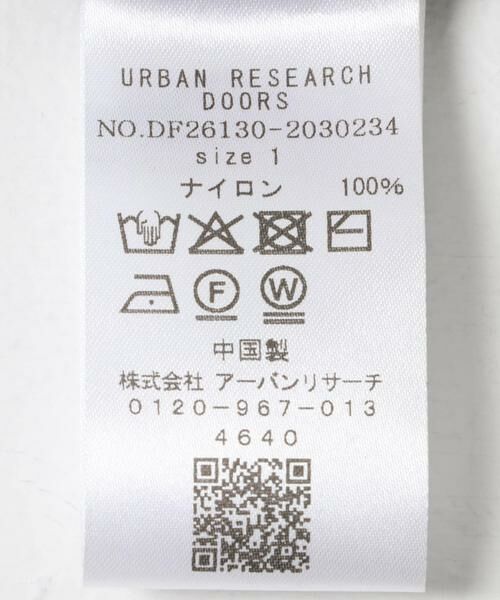 URBAN RESEARCH
DOORS
NO.DF26130-2030234
size 1
ナイロン 100%
F W
中国製
株式会社 アーバンリサーチ
0120-967-013
4640